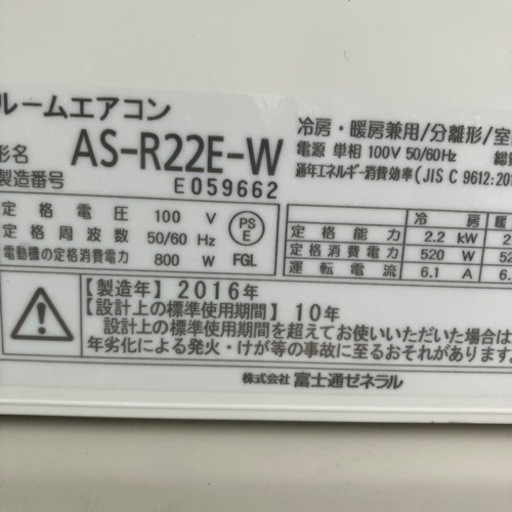 ルームエアコン
形名 AS-R22E-W
製造番号 E 059662
冷房・暖房兼用/分離形/室
電源 単相 100V 50/60Hz 総
通年エネルギー消費効率(JIS C 9612:201
定格電圧 100 V
定格周波数 50/60 Hz
電動機の定格消費電力 800 W
PS E
FGL
冷房 暖
定格能力 2.2 kW 2.
定格消費電力 520 W 52
運転電流 6.1 A 6.
【製造年】2016年
【設計上の標準使用期間】10年
設計上の標準使用期間を超えてお使いいただいた場合は
年劣化による発火・けが等の事故に至るおそれがあります。
株式会社 富士通ゼネラル